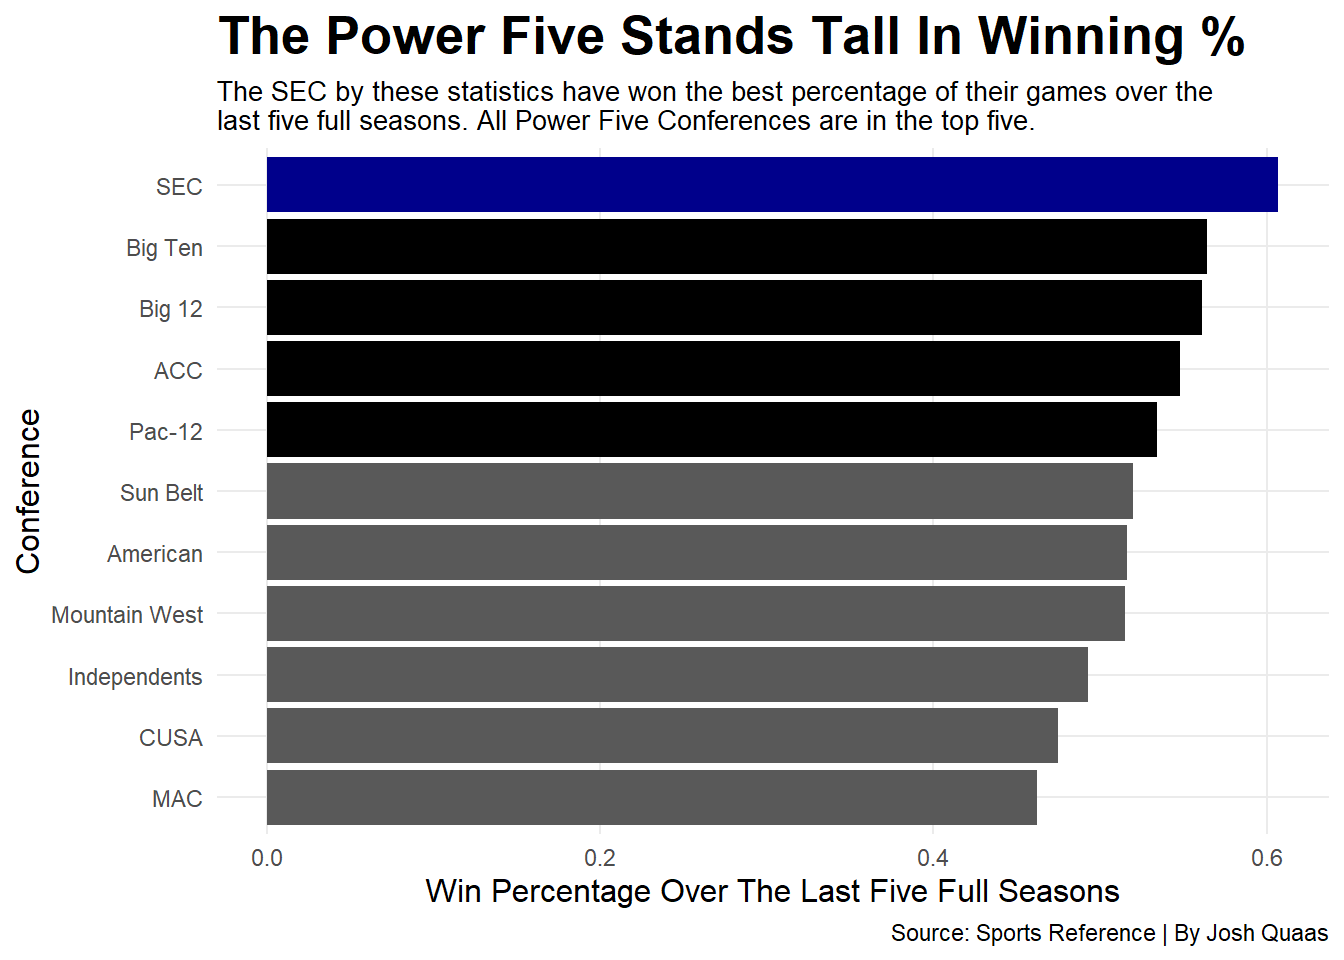 The Power Five Stands Tall In Winning %
The SEC by these statistics have won the best percentage of their games over the
last five full seasons. All Power Five Conferences are in the top five.
Conference
SEC
Big Ten
Big 12
ACC
Pac-12
Sun Belt
American
Mountain West
Independents
CUSA
MAC
0.0 0.2 0.4 0.6
Win Percentage Over The Last Five Full Seasons
Source: Sports Reference | By Josh Quaas